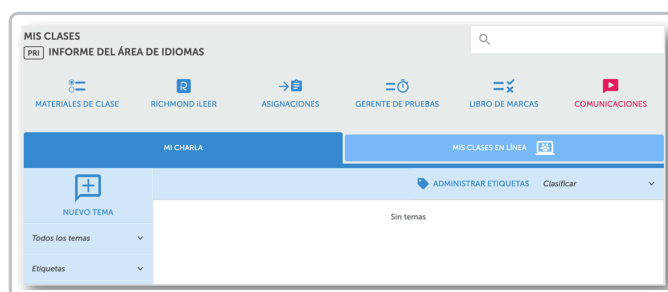 MIS CLASES
PRI INFORME DEL ÁREA DE IDIOMAS
MATERIALES DE CLASE
RICHMOND iLEER
ASIGNACIONES
GERENTE DE PRUEBAS
LIBRO DE MARCAS
COMUNICACIONES
MI CHARLA
MIS CLASES EN LÍNEA
NUEVO TEMA
ADMINISTRAR ETIQUETAS
Clasificar
Todos los temas
Sin temas
Etiquetas